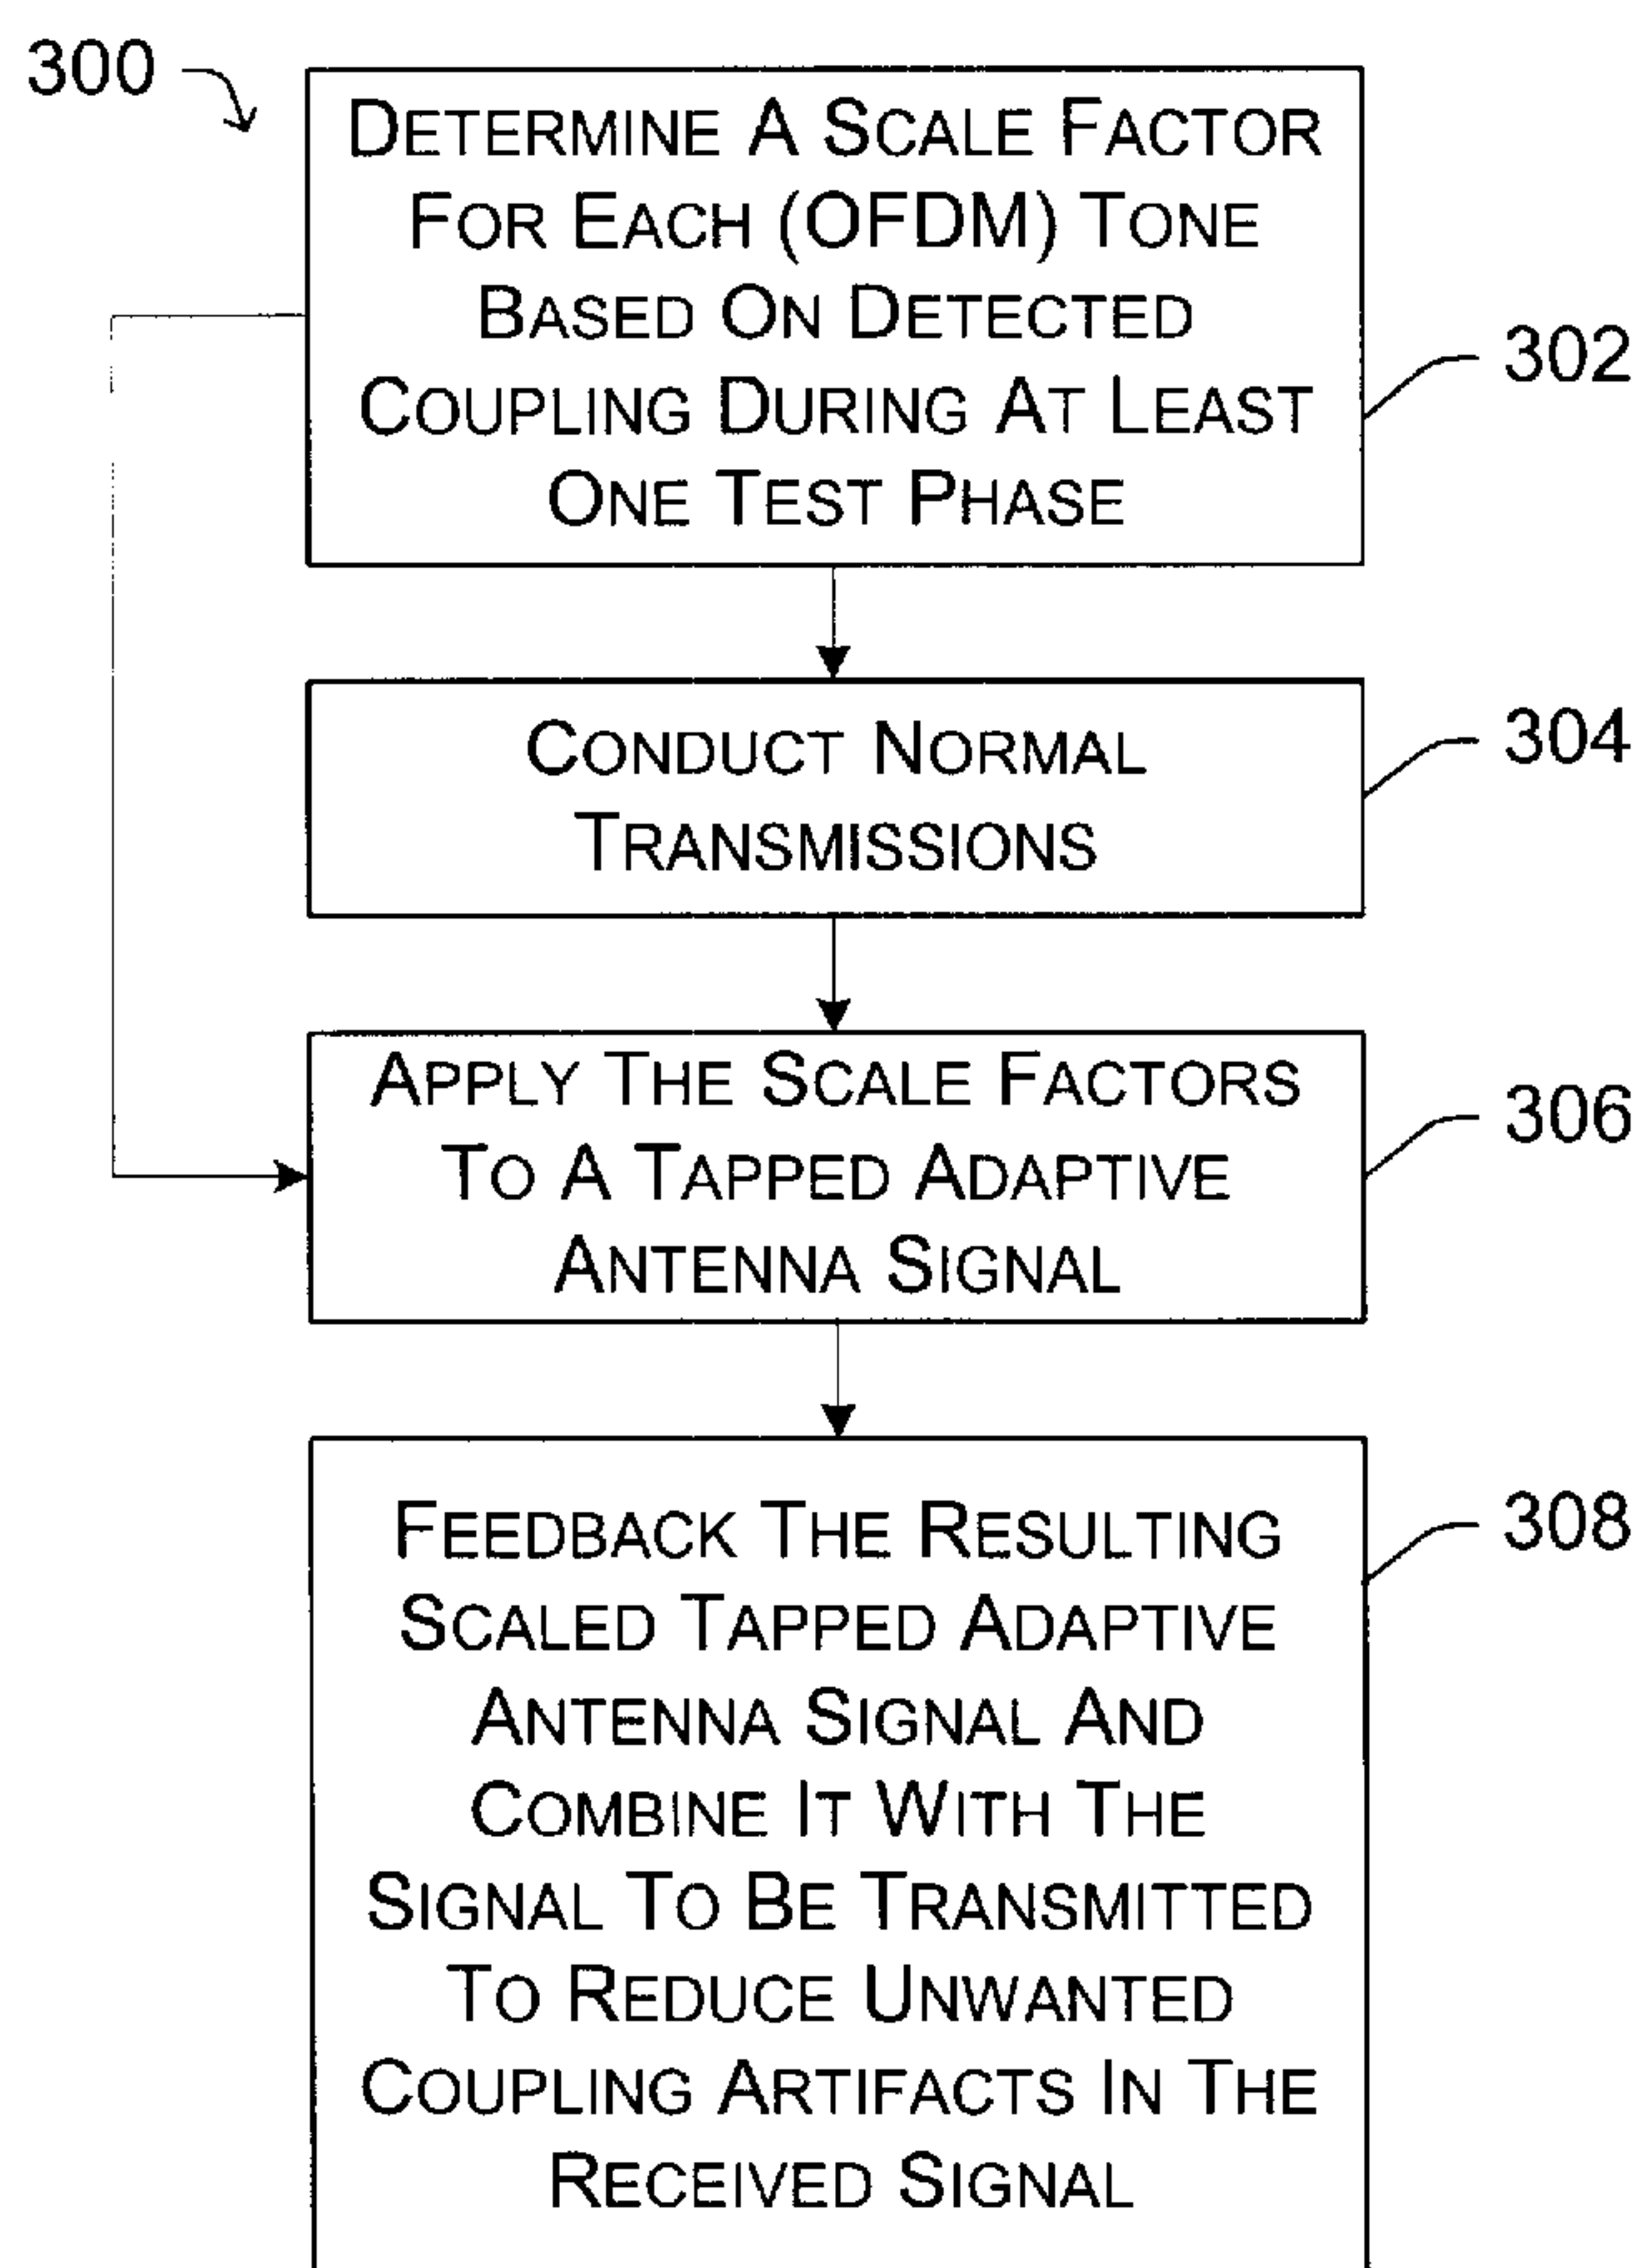 300
DETERMINE A SCALE FACTOR
FOR EACH (OFDM) TONE
BASED ON DETECTED
COUPLING DURING AT LEAST
ONE TEST PHASE
302
CONDUCT NORMAL
TRANSMISSIONS
304
APPLY THE SCALE FACTORS
TO A TAPPED ADAPTIVE
ANTENNA SIGNAL
306
FEEDBACK THE RESULTING
SCALED TAPPED ADAPTIVE
ANTENNA SIGNAL AND
COMBINE IT WITH THE
SIGNAL TO BE TRANSMITTED
TO REDUCE UNWANTED
COUPLING ARTIFACTS IN THE
RECEIVED SIGNAL
308